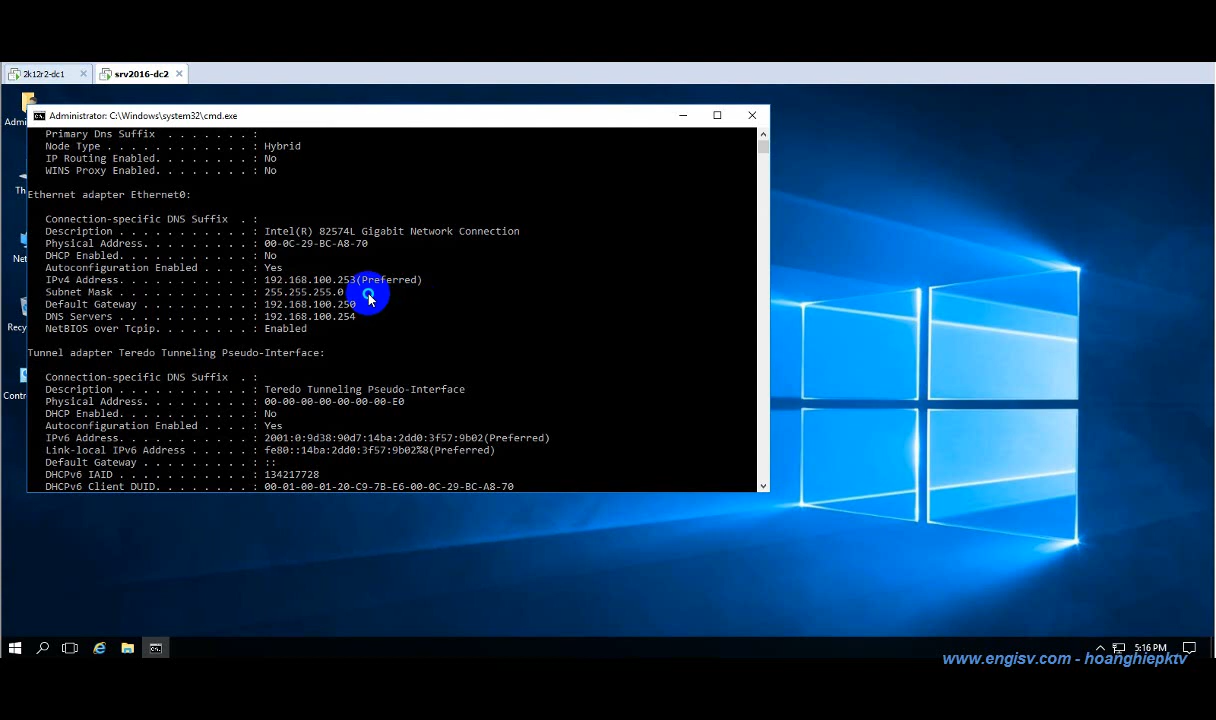 2k12r2-dc1
srv2016-dc2
Administrator: C:\Windows\system32\cmd.exe
Primary Dns Suffix . . . . . . . :
Node Type . . . . . . . . . . . . : Hybrid
IP Routing Enabled. . . . . . . . : No
WINS Proxy Enabled. . . . . . . . : No
Ethernet adapter Ethernet0:
Connection-specific DNS Suffix . :
Description . . . . . . . . . . . : Intel(R) 82574L Gigabit Network Connection
Physical Address. . . . . . . . . : 00-0C-29-BC-A8-70
DHCP Enabled. . . . . . . . . . . : No
Autoconfiguration Enabled . . . . : Yes
IPv4 Address. . . . . . . . . . . : 192.168.100.253(Preferred)
Subnet Mask . . . . . . . . . . . : 255.255.255.0
Default Gateway . . . . . . . . . : 192.168.100.250
DNS Servers . . . . . . . . . . . : 192.168.100.254
NetBIOS over Tcpip. . . . . . . . : Enabled
Tunnel adapter Teredo Tunneling Pseudo-Interface:
Connection-specific DNS Suffix . :
Description . . . . . . . . . . . : Teredo Tunneling Pseudo-Interface
Physical Address. . . . . . . . . : 00-00-00-00-00-00-00-E0
DHCP Enabled. . . . . . . . . . . : No
Autoconfiguration Enabled . . . . : Yes
IPv6 Address. . . . . . . . . . . : 2001:0:9d38:90d7:14ba:2dd0:3f57:9b02(Preferred)
Link-local IPv6 Address . . . . . : fe80::14ba:2dd0:3f57:9b02%8(Preferred)
Default Gateway . . . . . . . . . : ::
DHCPv6 IAID . . . . . . . . . . . : 134217728
DHCPv6 Client DUID. . . . . . . . : 00-01-00-01-20-C9-7B-E6-00-0C-29-BC-A8-70
Admi
Th
Net
Recy
Contr
5:16 PM
www.engisv.com - hoanghiepktv